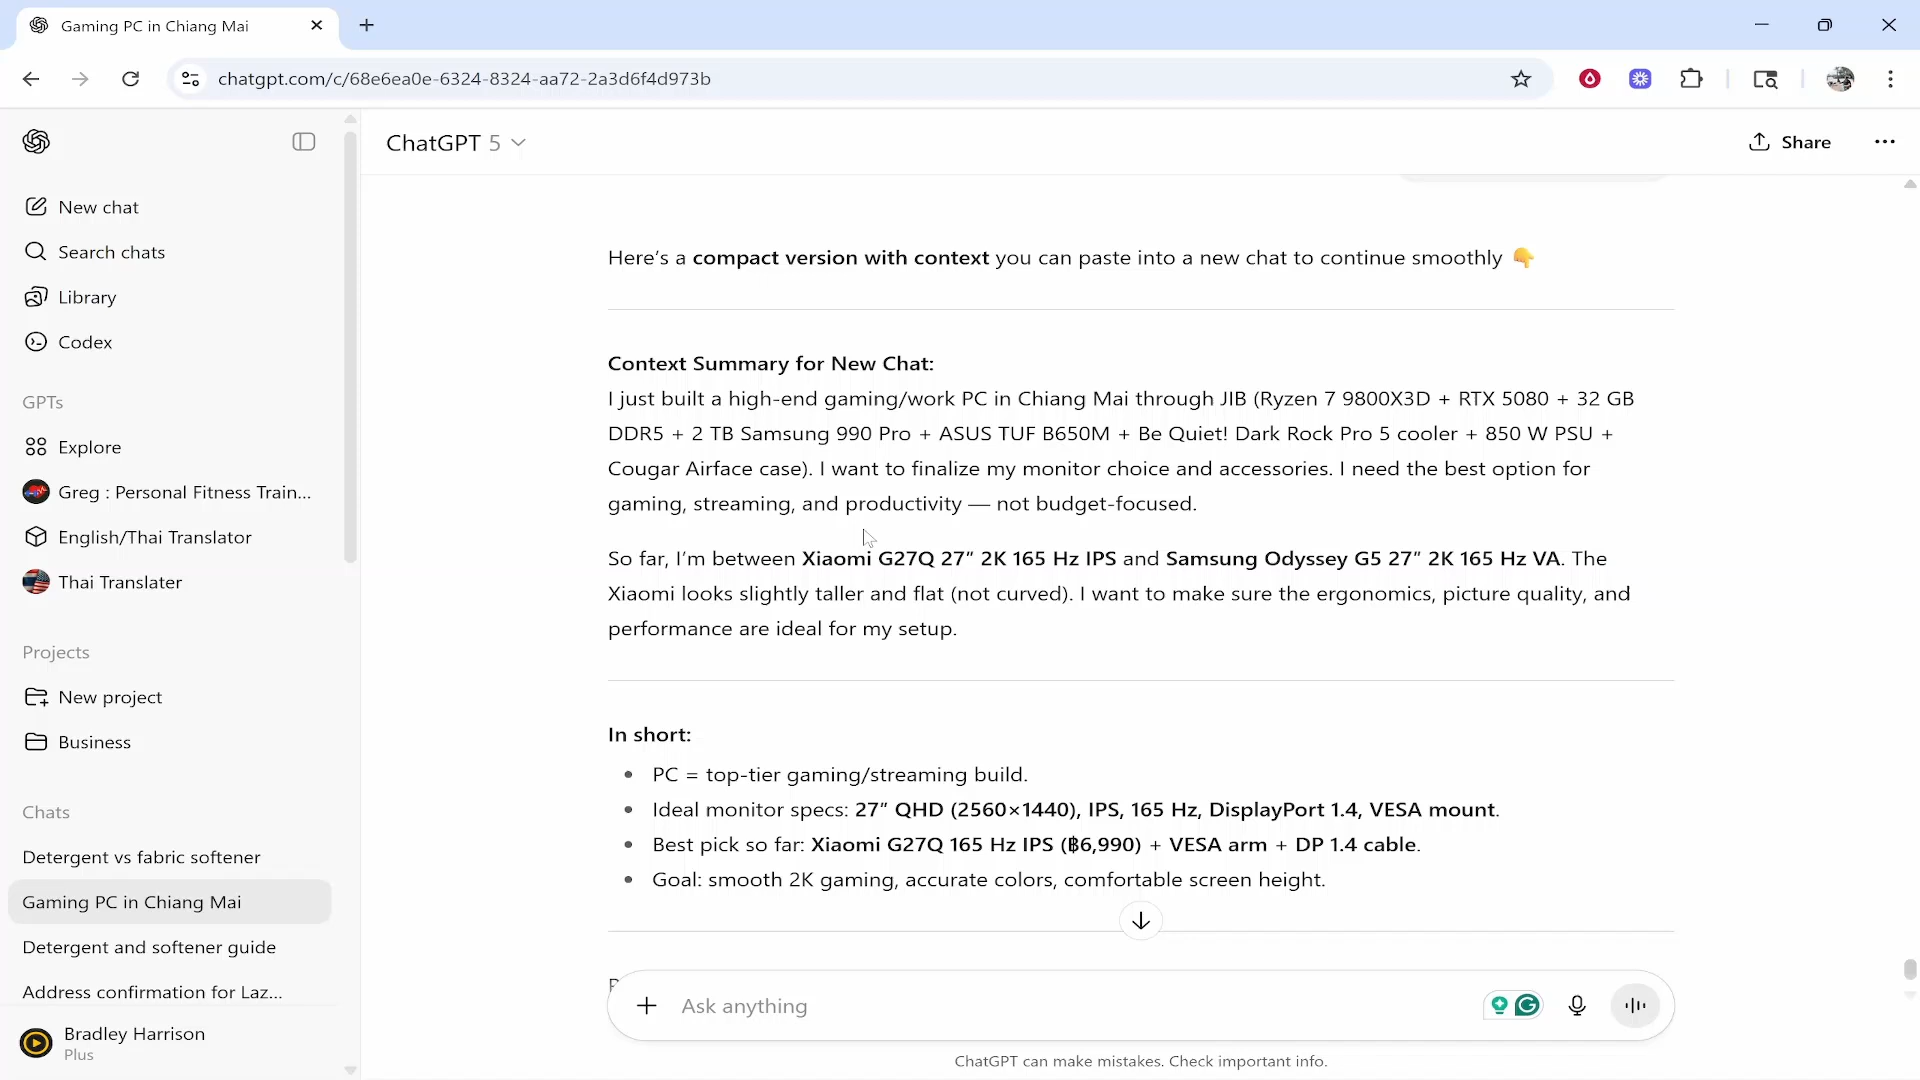 Gaming PC in Chiang Mai
chatgpt.com/c/68e6ea0e-6324-8324-aa72-2a3d6f4d973b
ChatGPT 5
Share
New chat
Search chats
Library
Codex
GPTs
Explore
Greg : Personal Fitness Train...
English/Thai Translator
Thai Translater
Projects
New project
Business
Chats
Detergent vs fabric softener
Gaming PC in Chiang Mai
Detergent and softener guide
Address confirmation for Laz...
Bradley Harrison
Plus
Here’s a compact version with context you can paste into a new chat to continue smoothly 👇
Context Summary for New Chat:
I just built a high-end gaming/work PC in Chiang Mai through JIB (Ryzen 7 9800X3D + RTX 5080 + 32 GB
DDR5 + 2 TB Samsung 990 Pro + ASUS TUF B650M + Be Quiet! Dark Rock Pro 5 cooler + 850 W PSU +
Cougar Airface case). I want to finalize my monitor choice and accessories. I need the best option for
gaming, streaming, and productivity — not budget-focused.
So far, I’m between Xiaomi G27Q 27” 2K 165 Hz IPS and Samsung Odyssey G5 27” 2K 165 Hz VA. The
Xiaomi looks slightly taller and flat (not curved). I want to make sure the ergonomics, picture quality, and
performance are ideal for my setup.
In short:
• PC = top-tier gaming/streaming build.
• Ideal monitor specs: 27” QHD (2560×1440), IPS, 165 Hz, DisplayPort 1.4, VESA mount.
• Best pick so far: Xiaomi G27Q 165 Hz IPS (฿6,990) + VESA arm + DP 1.4 cable.
• Goal: smooth 2K gaming, accurate colors, comfortable screen height.
Ask anything
ChatGPT can make mistakes. Check important info.